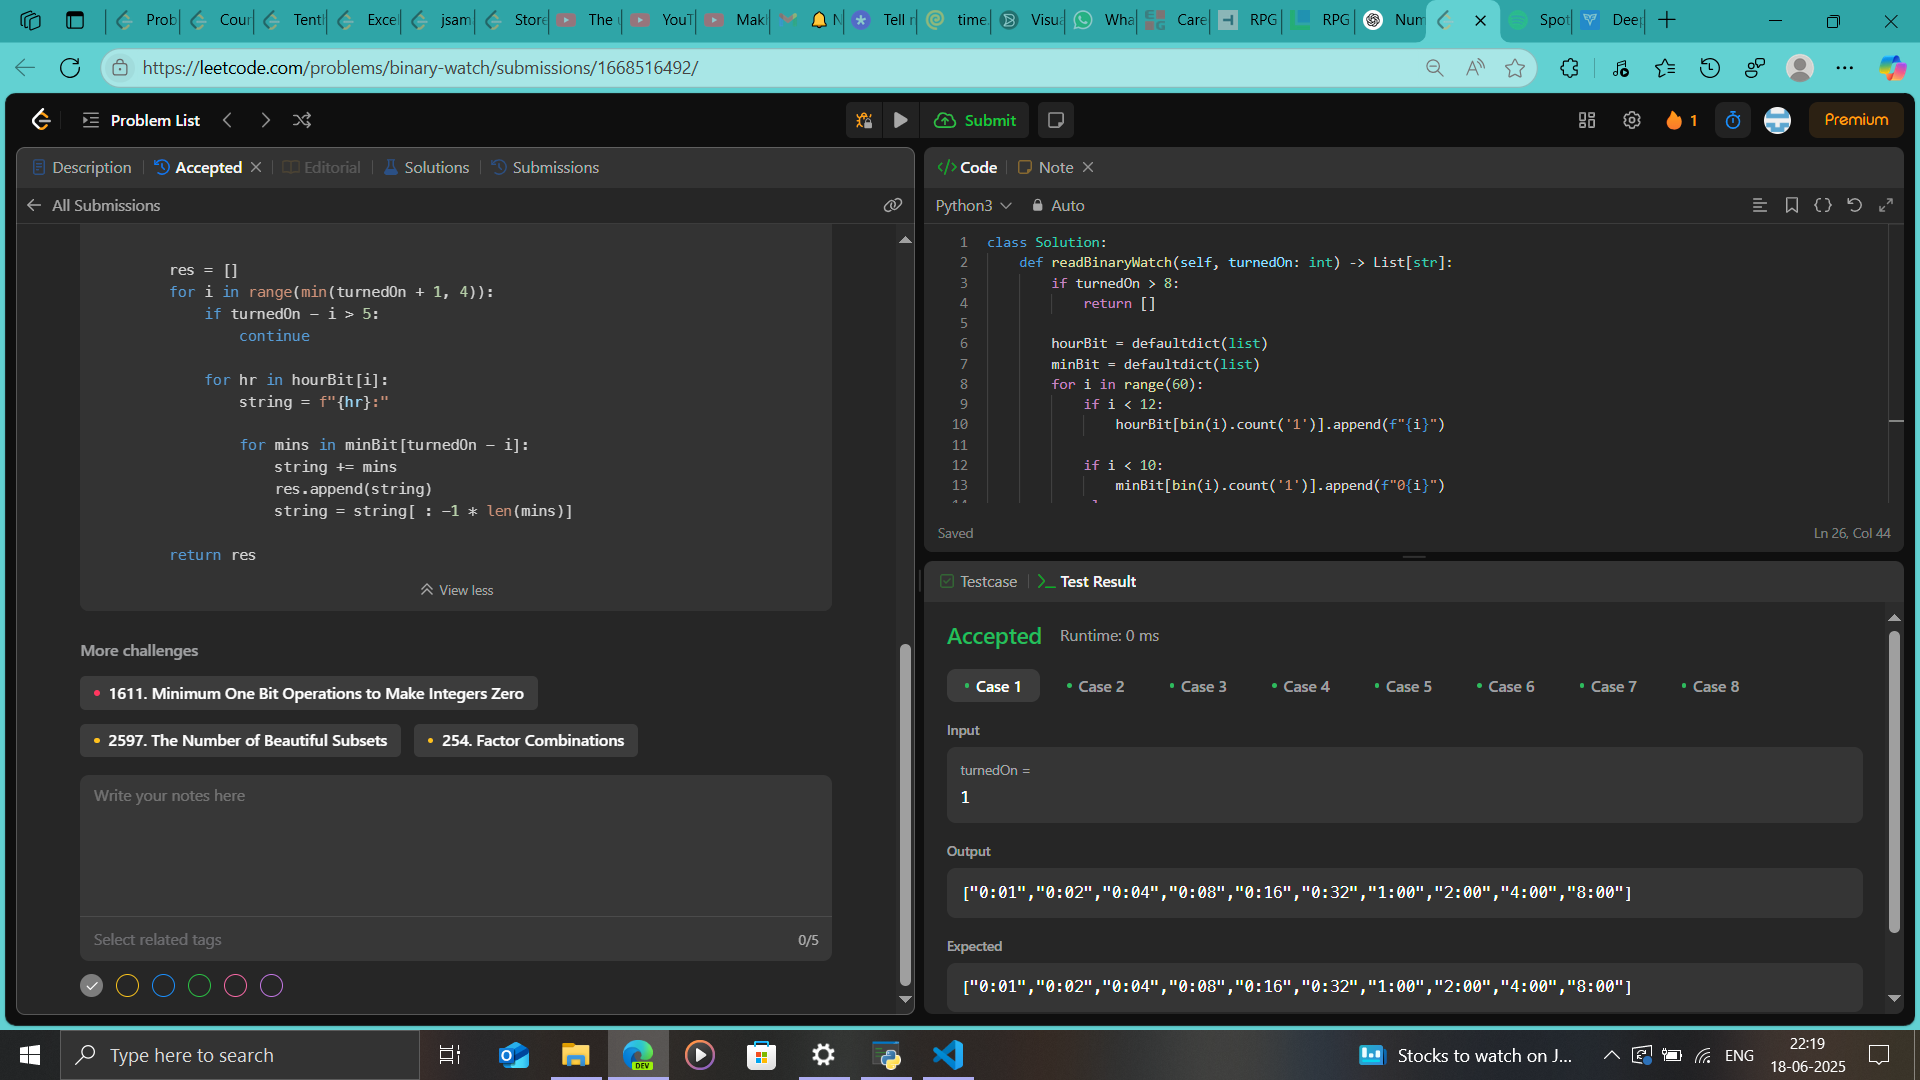 Prob
Cour
Tenth
Excel
jsam
Store
The u
YouT
Maki
N
Tell r
time.
Visua
Wha
Care
RPG
RPG
Num
Spot
Deep
https://leetcode.com/problems/binary-watch/submissions/1668516492/
Problem List
Submit
1
Premium
Description
Accepted
Editorial
Solutions
Submissions
All Submissions
res = []
for i in range(min(turnedOn + 1, 4)):
if turnedOn - i > 5:
continue
for hr in hourBit[i]:
string = f"{hr}:"
for mins in minBit[turnedOn - i]:
string += mins
res.append(string)
string = string[ : -1 * len(mins)]
return res
View less
More challenges
1611. Minimum One Bit Operations to Make Integers Zero
2597. The Number of Beautiful Subsets
254. Factor Combinations
Write your notes here
Select related tags
0/5
</> Code
Note
Python3
Auto
1 class Solution:
2 def readBinaryWatch(self, turnedOn: int) -> List[str]:
3 if turnedOn > 8:
4 return []
5
6 hourBit = defaultdict(list)
7 minBit = defaultdict(list)
8 for i in range(60):
9 if i < 12:
10 hourBit[bin(i).count('1')].append(f"{i}")
11
12 if i < 10:
13 minBit[bin(i).count('1')].append(f"0{i}")
Saved
Ln 26, Col 44
Testcase
Test Result
Accepted
Runtime: 0 ms
Case 1
Case 2
Case 3
Case 4
Case 5
Case 6
Case 7
Case 8
Input
turnedOn =
1
Output
["0:01","0:02","0:04","0:08","0:16","0:32","1:00","2:00","4:00","8:00"]
Expected
["0:01","0:02","0:04","0:08","0:16","0:32","1:00","2:00","4:00","8:00"]
Type here to search
DEV
Stocks to watch on J...
ENG
22:19
18-06-2025